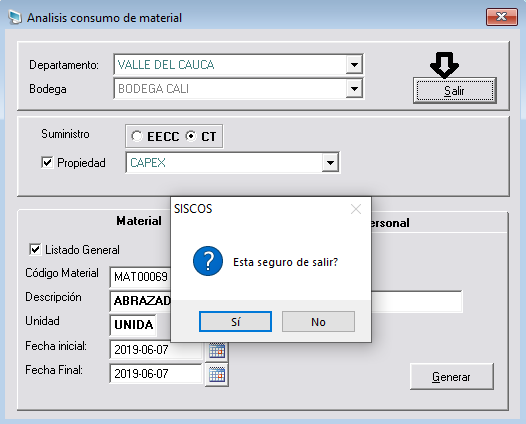 Analisis consumo de material
Departamento: VALLE DEL CAUCA
Bodega BODEGA CALI
Salir
Suministro EECC CT
Propiedad CAPEX
SISCOS
Esta seguro de salir?
Sí No
Material
Listado General
Código Material MAT00069
Descripción ABRAZAD
Unidad UNIDA
Fecha inicial: 2019-06-07
Fecha Final: 2019-06-07
Generar